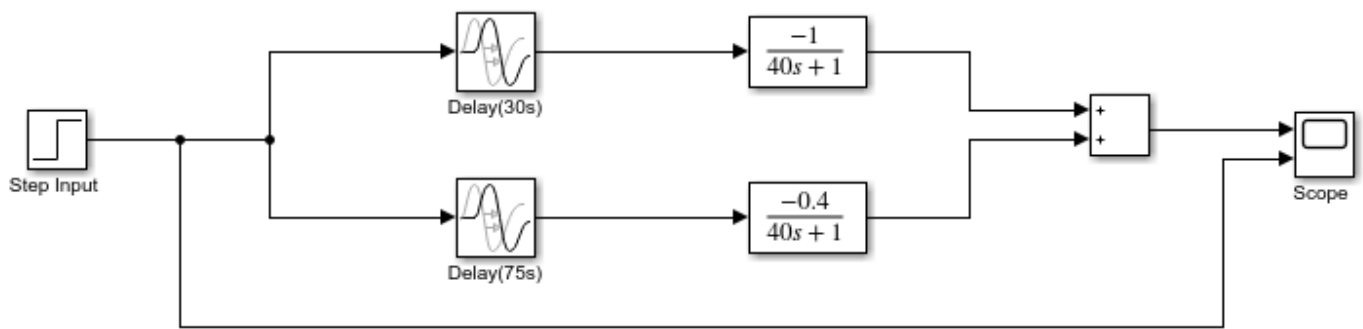 -1
40s + 1
Delay(30s)
+
+
Step Input
Scope
-0.4
40s + 1
Delay(75s)